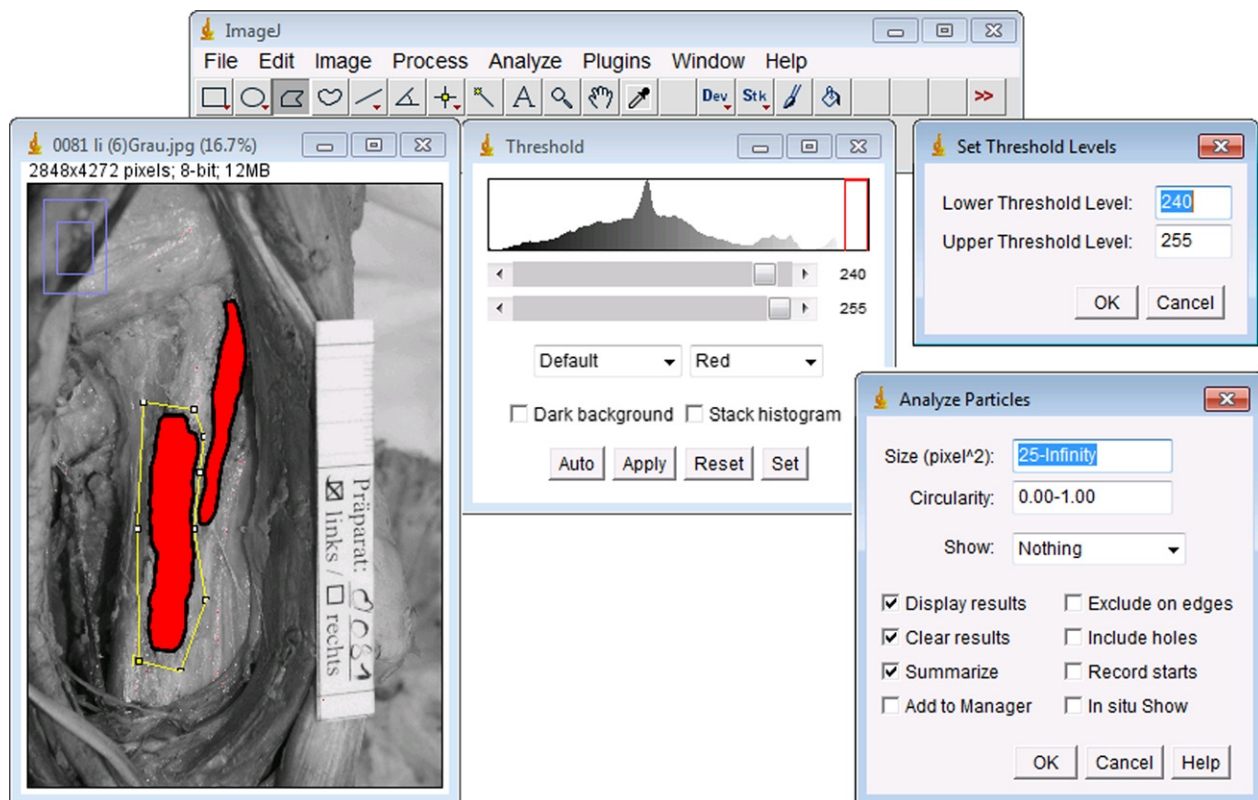 ImageJ
File Edit Image Process Analyze Plugins Window Help
A Dev Stk >>
0081 li (6)Grau.jpg (16.7%)
2848x4272 pixels; 8-bit; 12MB
Präparat: 0081
links / rechts
Threshold
240
255
Default Red
Dark background Stack histogram
Auto Apply Reset Set
Set Threshold Levels
Lower Threshold Level: 240
Upper Threshold Level: 255
OK Cancel
Analyze Particles
Size (pixel^2): 25-Infinity
Circularity: 0.00-1.00
Show: Nothing
Display results Exclude on edges
Clear results Include holes
Summarize Record starts
Add to Manager In situ Show
OK Cancel Help